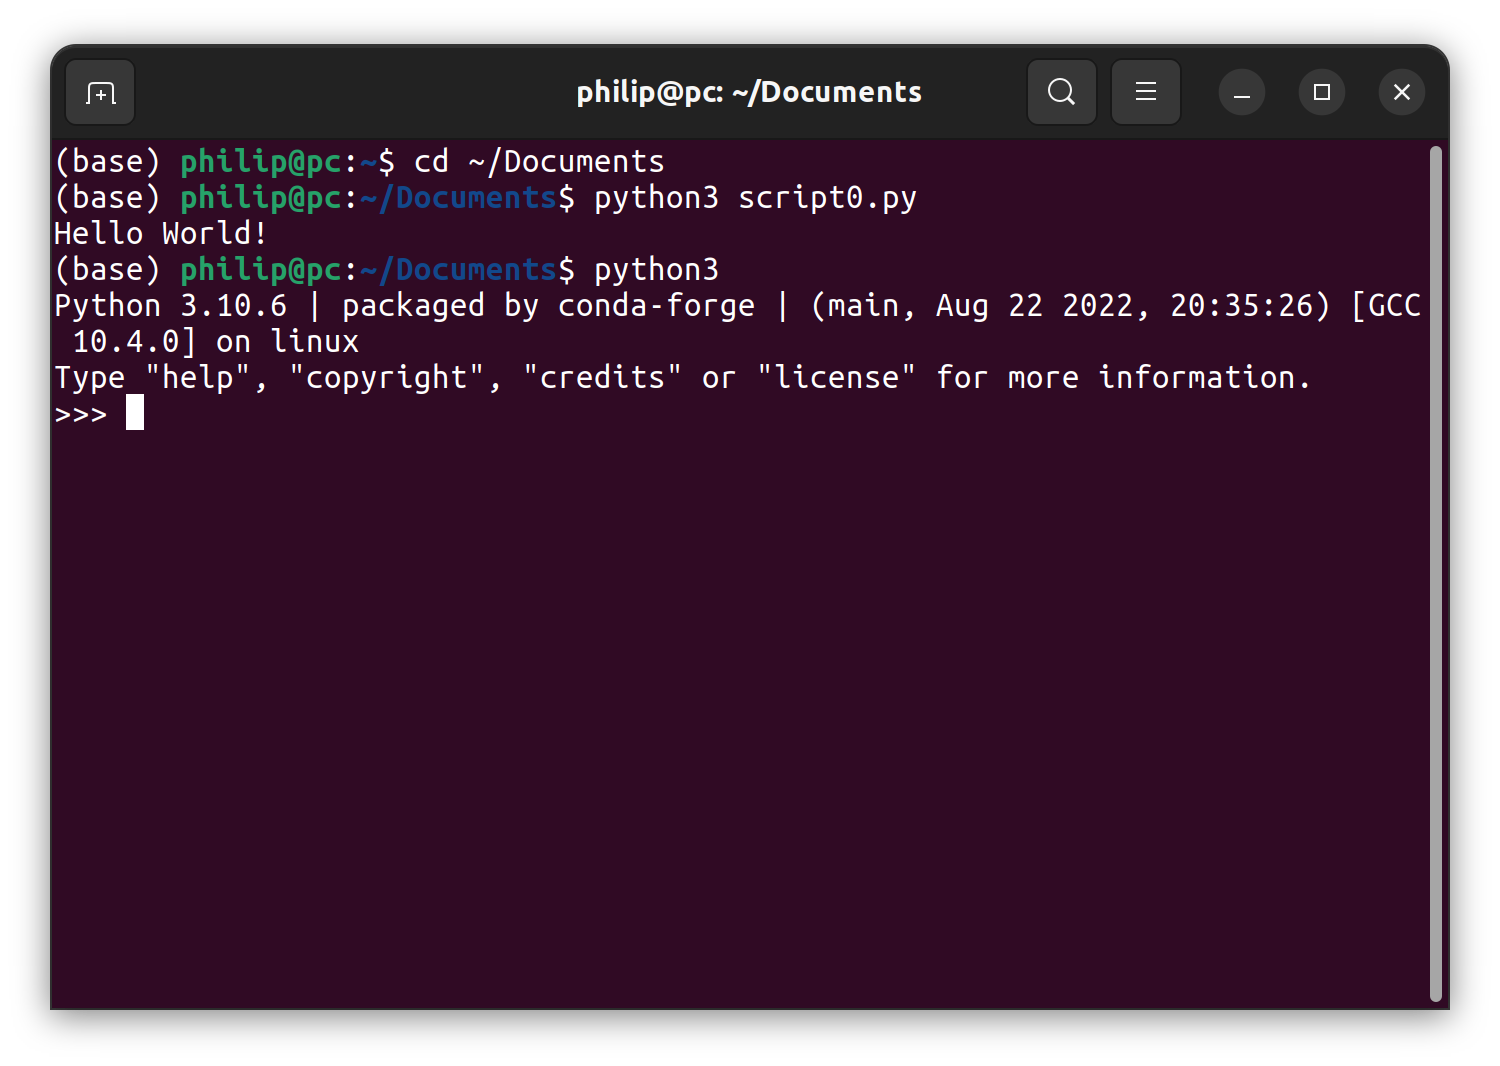 philip@pc: ~/Documents
(base) philip@pc:~$ cd ~/Documents
(base) philip@pc:~/Documents$ python3 script0.py
Hello World!
(base) philip@pc:~/Documents$ python3
Python 3.10.6 | packaged by conda-forge | (main, Aug 22 2022, 20:35:26) [GCC
 10.4.0] on linux
Type "help", "copyright", "credits" or "license" for more information.
>>>